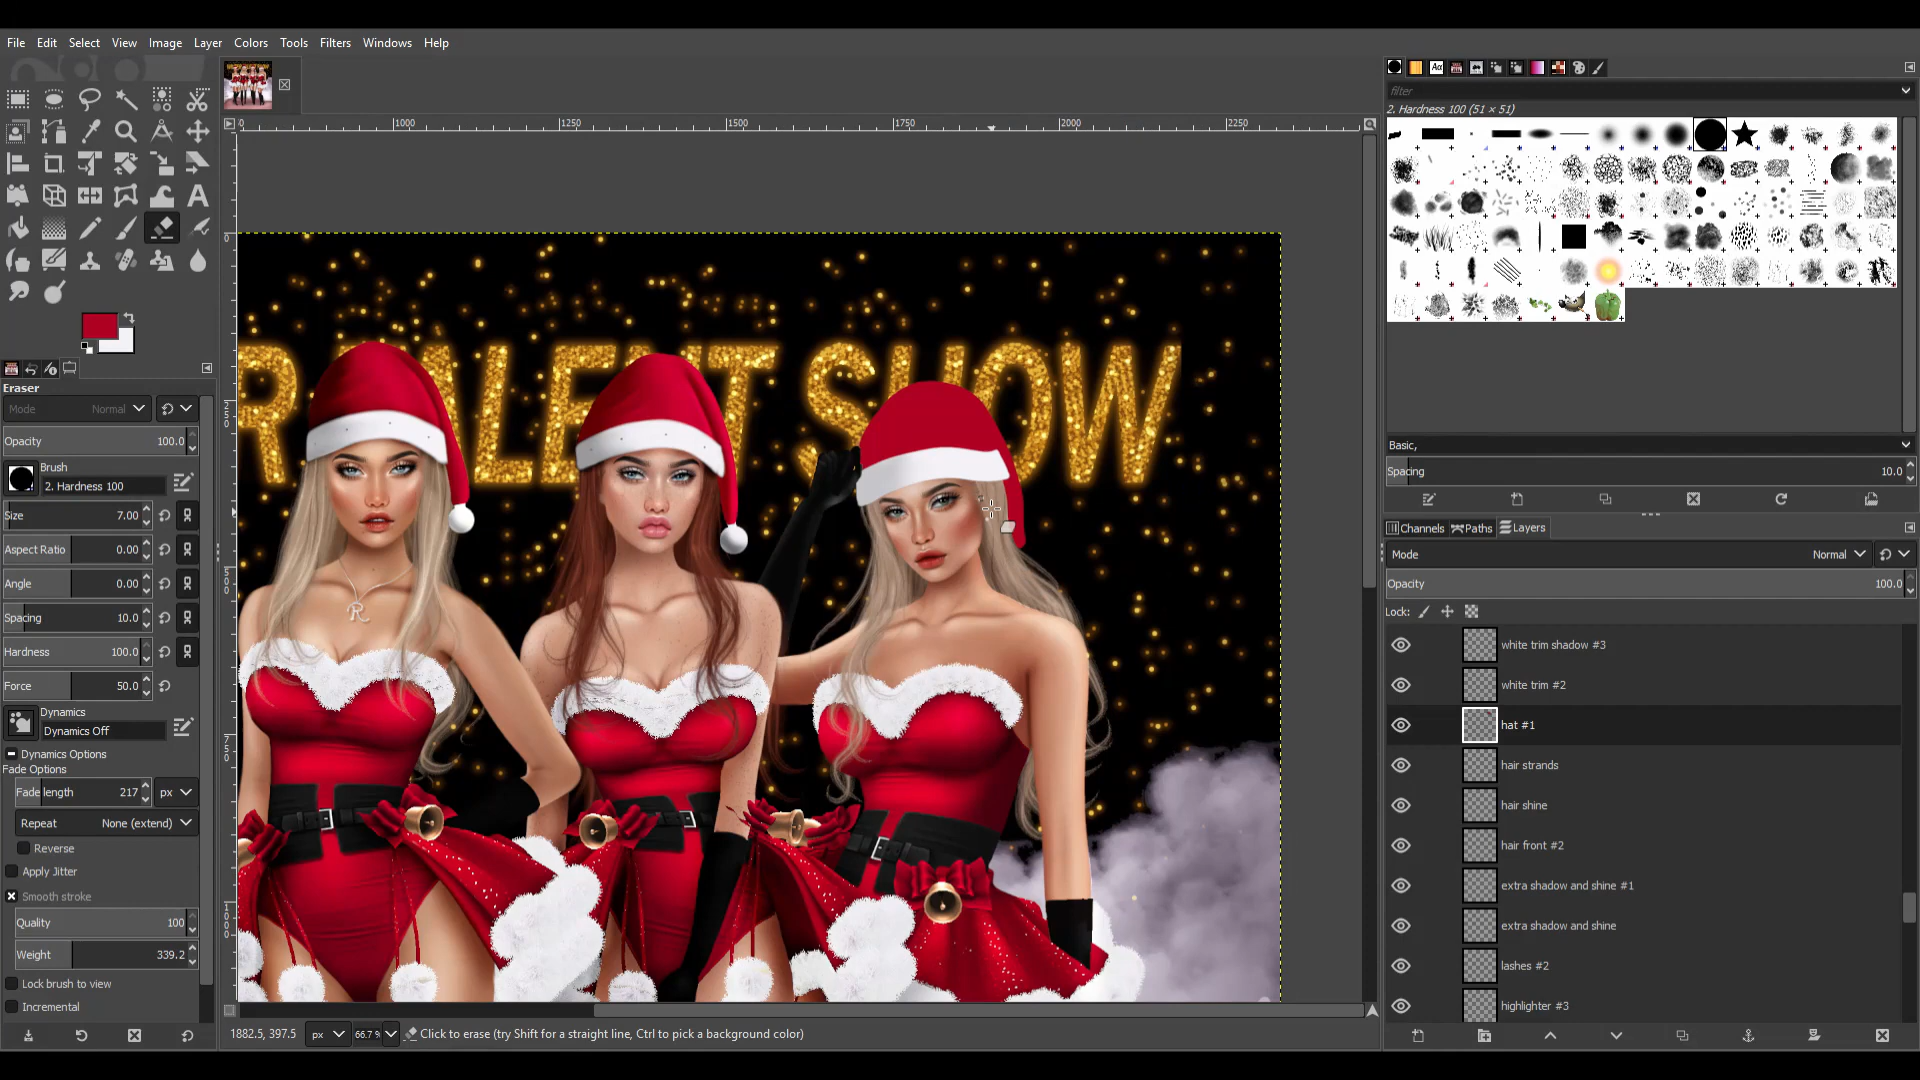 File Edit Select View Image Layer Colors Tools Filters Windows Help
filter
2. Hardness 100 (51 × 51)
1000 1250 1500 1750 2000 2250
R TALENT SHOW
R
Eraser
Mode Normal
Opacity 100.0
Brush
2. Hardness 100
Size 7.00
Aspect Ratio 0.00
Angle 0.00
Spacing 10.0
Hardness 100.0
Force 50.0
Dynamics
Dynamics Off
Dynamics Options
Fade Options
Fade length 217 px
Repeat None (extend)
Reverse
Apply Jitter
Smooth stroke
Quality 100
Weight 339.2
Lock brush to view
Incremental
1882.5, 397.5 px 66.7 % Click to erase (try Shift for a straight line, Ctrl to pick a background color)
Basic,
Spacing 10.0
Channels Paths Layers
Mode Normal
Opacity 100.0
Lock:
white trim shadow #3
white trim #2
hat #1
hair strands
hair shine
hair front #2
extra shadow and shine #1
extra shadow and shine
lashes #2
highlighter #3